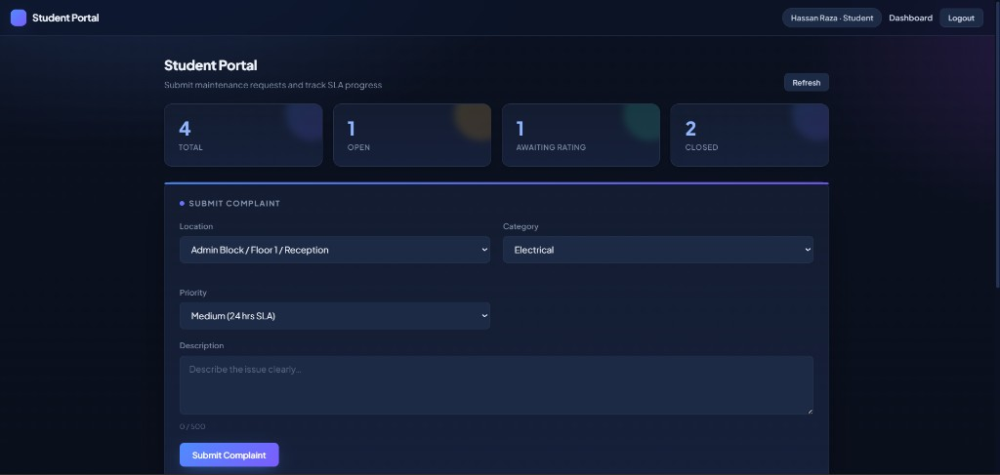 Student Portal
Hassan Raza · Student
Dashboard
Logout
Student Portal
Submit maintenance requests and track SLA progress
Refresh
4
TOTAL
1
OPEN
1
AWAITING RATING
2
CLOSED
SUBMIT COMPLAINT
Location
Category
Admin Block / Floor 1 / Reception
Electrical
Priority
Medium (24 hrs SLA)
Description
Describe the issue clearly...
0 / 500
Submit Complaint